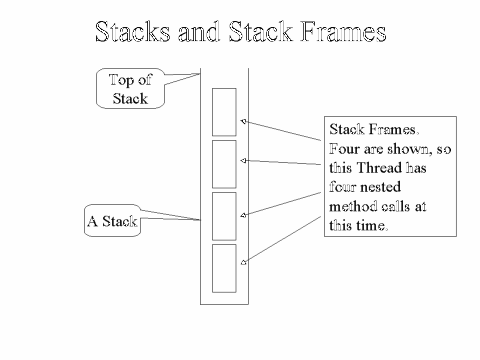 Stacks and Stack Frames
Top of
Stack
Stack Frames.
Four are shown, so
this Thread has
four nested
method calls at
this time.
A Stack